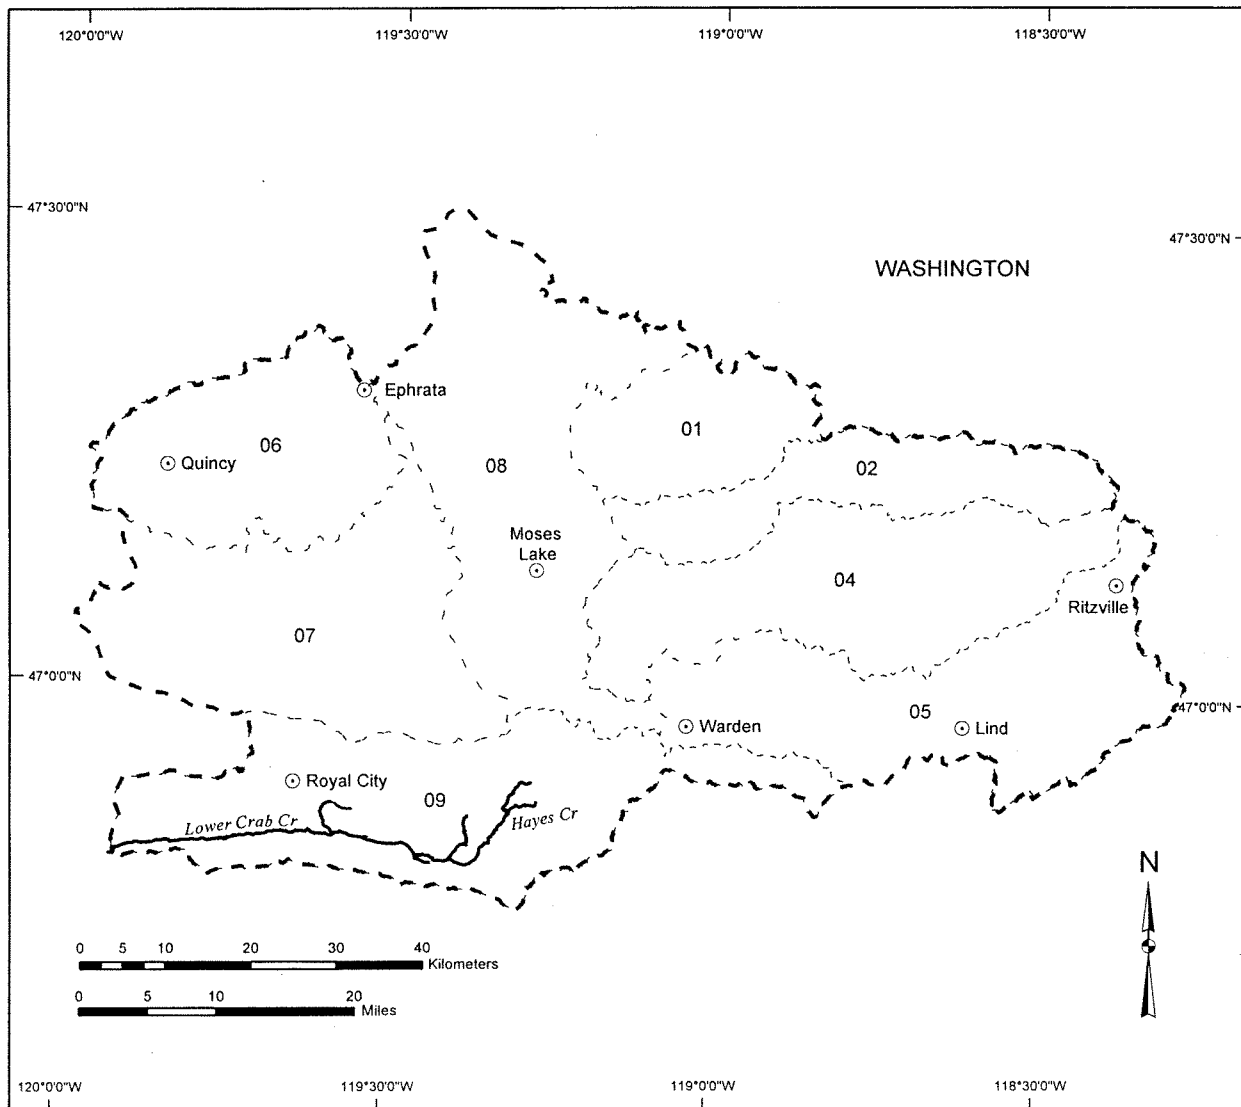 120°0'0"W 119°30'0"W 119°0'0"W 118°30'0"W
47°30'0"N
47°30'0"N
WASHINGTON
Ephrata
01
06
Quincy
08
02
Moses
Lake
04
Ritzville
07
47°0'0"N
47°0'0"N
05
Warden
Lind
Royal City
09
Lower Crab Cr
Hayes Cr
N
0 5 10 20 30 40
Kilometers
0 5 10 20
Miles
120°0'0"W 119°30'0"W 119°0'0"W 118°30'0"W